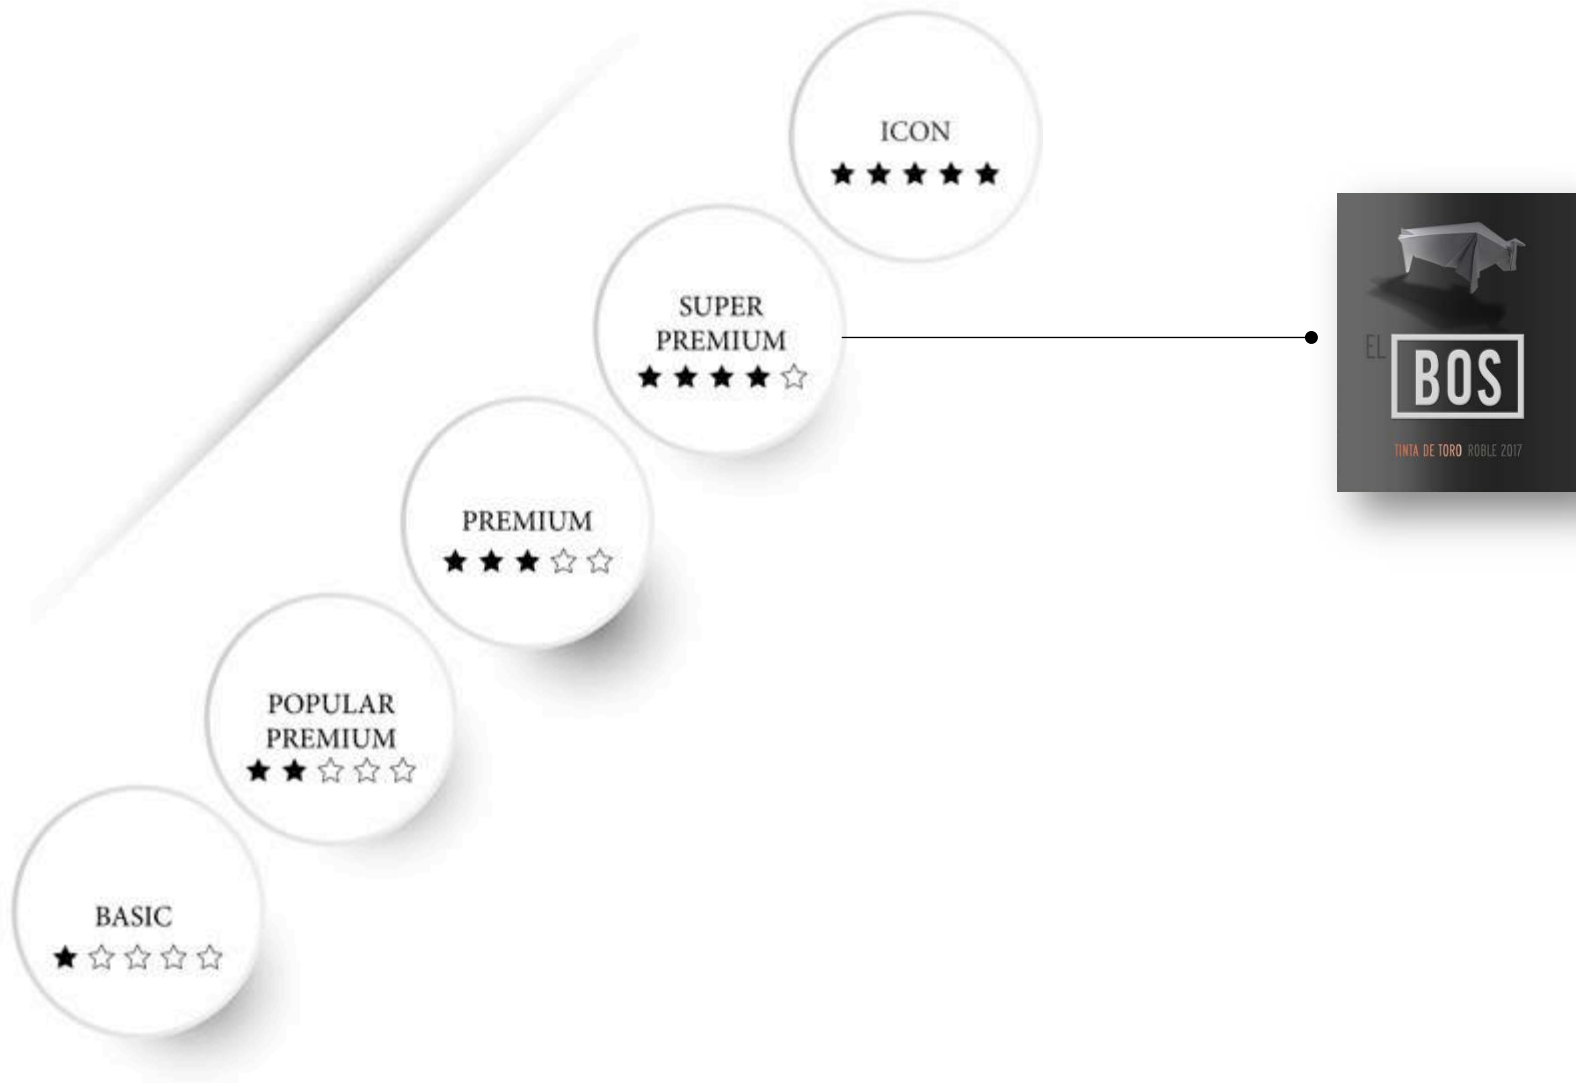 ICON
★★★★★
SUPER
PREMIUM
★★★★☆
EL BOS
TINTA DE TORO ROBLE 2017
PREMIUM
★★★☆☆
POPULAR
PREMIUM
★★☆☆☆
BASIC
★☆☆☆☆